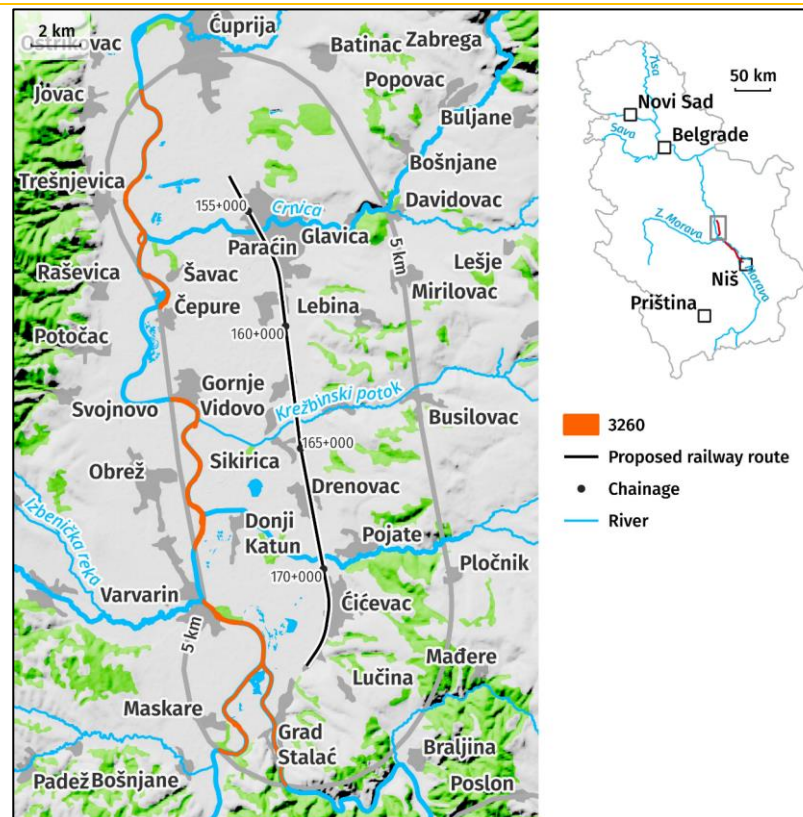 2 km
Ćuprija
Ostrikovac
Batinac
Zabrega
Popovac
Jovac
Buljane
Bošnjane
Trešnjevica
Davidovac
155+000
Crnica
Paraćin
Glavica
5 km
Raševica
Šavac
Lešje
Mirilovac
Čepure
Lebina
160+000
Potočac
Gornje
Vidovo
Krežbinski potok
Svojnovo
Busilovac
165+000
Sikirica
Obrež
Drenovac
Izbenička reka
Donji
Katun
Pojate
Pločnik
170+000
Varvarin
Ćićevac
5 km
Mađere
Lučina
Maskare
Grad
Stalać
Braljina
Padež
Bošnjane
Poslon
Tisa
50 km
Novi Sad
Sava
Belgrade
Z. Morava
Niš
J. Morava
Priština
3260
Proposed railway route
Chainage
River